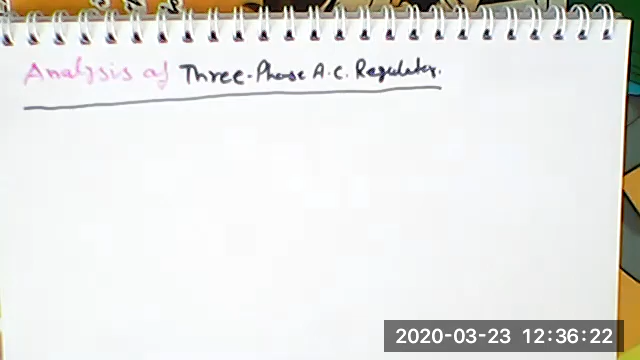 Analysis of Three-Phase A.C. Regulator.
2020-03-23 12:36:22